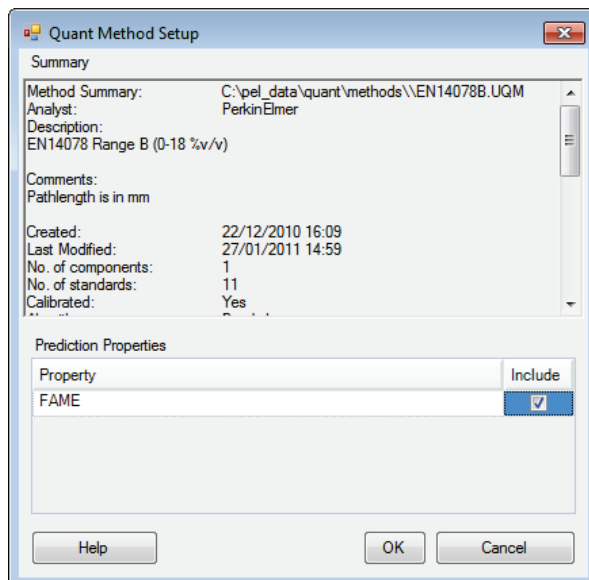 Quant Method Setup
Summary
Method Summary: C:\pel_data\quant\methods\\EN14078B.UQM
Analyst: PerkinElmer
Description:
EN14078 Range B (0-18 %v/v)
Comments:
Pathlength is in mm
Created: 22/12/2010 16:09
Last Modified: 27/01/2011 14:59
No. of components: 1
No. of standards: 11
Calibrated: Yes
Prediction Properties
Property Include
FAME
Help OK Cancel